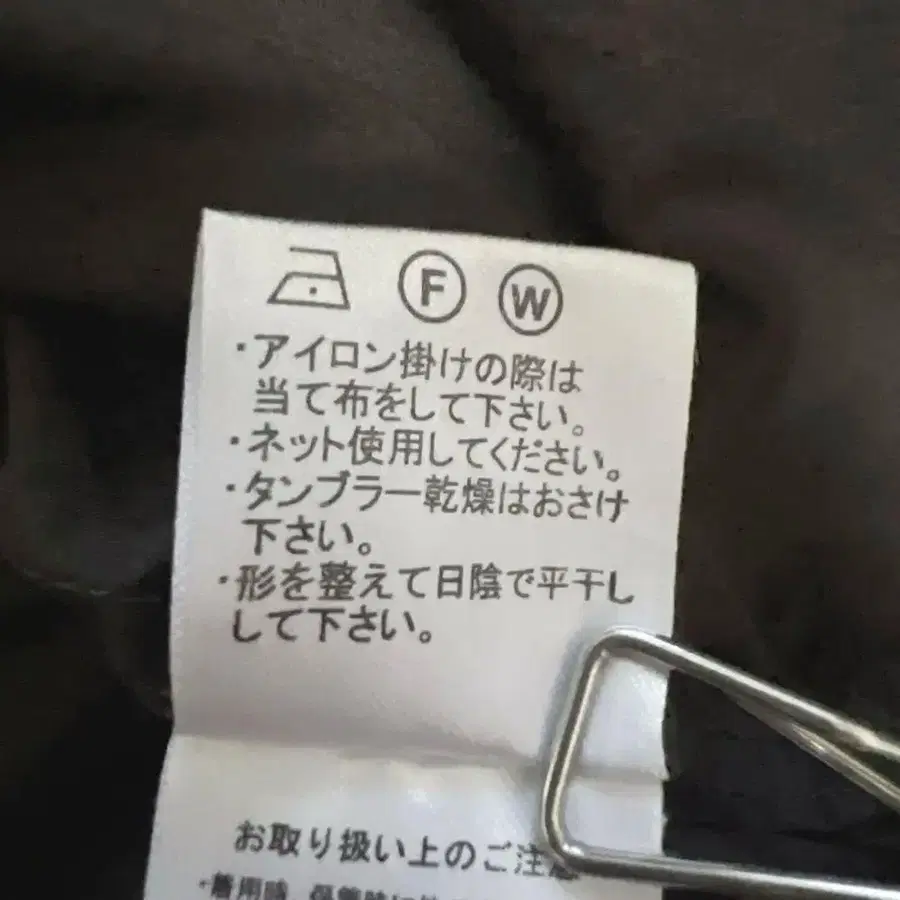 F W
・アイロン掛けの際は
当て布をして下さい。
・ネット使用してください。
・タンブラー乾燥はおさけ
下さい。
・形を整えて日陰で平干し
して下さい。
お取り扱い上のご注意
・着用時